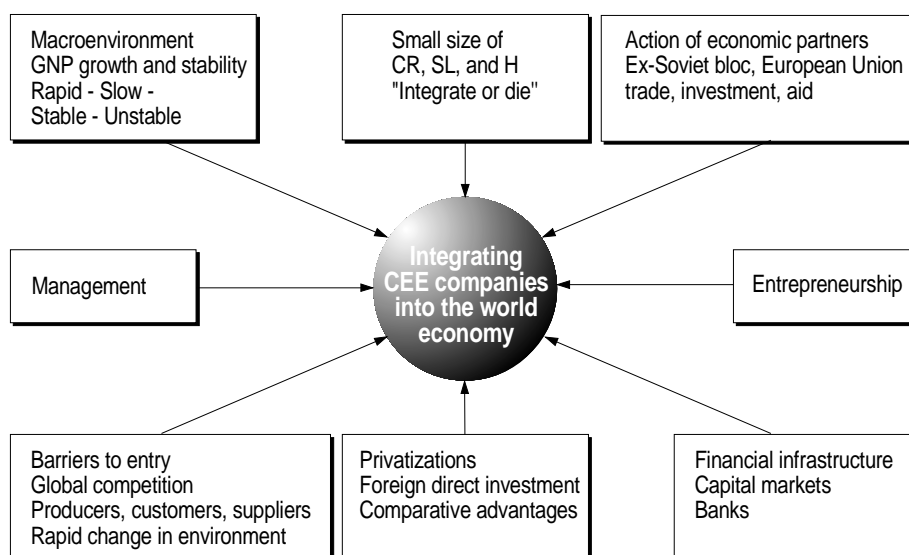 Macroenvironment
GNP growth and stability
Rapid - Slow -
Stable - Unstable
Small size of
CR, SL, and H
"Integrate or die"
Action of economic partners
Ex-Soviet bloc, European Union
trade, investment, aid
Management
Integrating
CEE companies
into the world
economy
Entrepreneurship
Barriers to entry
Global competition
Producers, customers, suppliers
Rapid change in environment
Privatizations
Foreign direct investment
Comparative advantages
Financial infrastructure
Capital markets
Banks